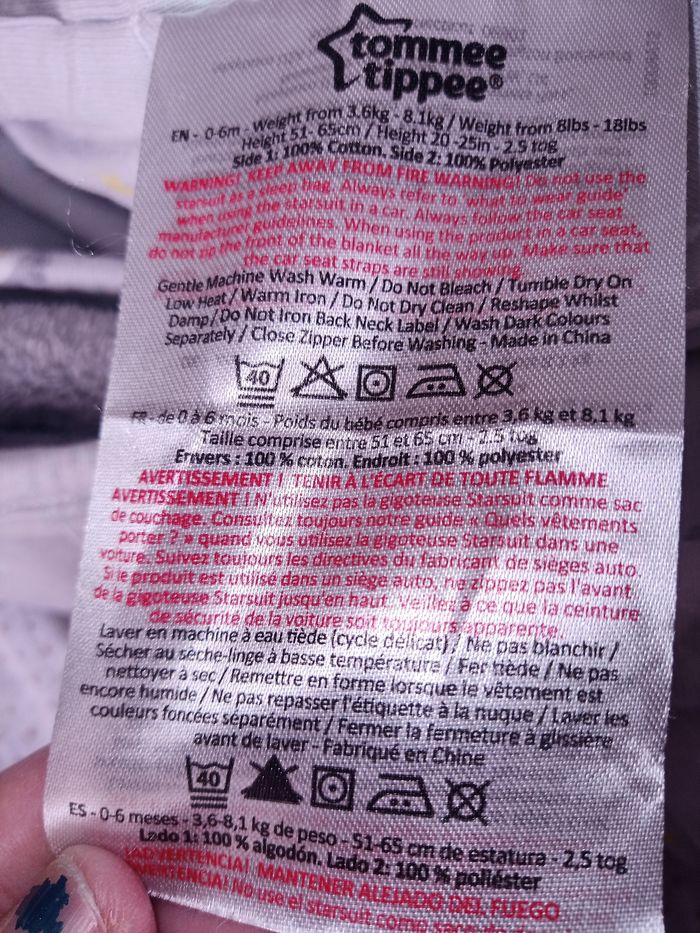 tommee
tippee®
EN - 0-6m - Weight from 3.6kg - 8.1kg / Weight from 8lbs - 18lbs
Height 51- 65cm / Height 20 -25in - 2.5 tog
Side 1: 100% Cotton. Side 2: 100% Polyester
WARNING! KEEP AWAY FROM FIRE WARNING! Do not use the
starsuit as a sleep bag. Always refer to 'what to wear guide'
when using the starsuit in a car. Always follow the car seat
manufacturer guidelines. When using the product in a car seat,
do not zip the front of the blanket all the way up. Make sure that
the car seat straps are still showing.
Gentle Machine Wash Warm / Do Not Bleach / Tumble Dry On
Low Heat / Warm Iron / Do Not Dry Clean / Reshape Whilst
Damp / Do Not Iron Back Neck Label / Wash Dark Colours
Separately / Close Zipper Before Washing - Made in China
40
FR - de 0 à 6 mois - Poids du bébé compris entre 3,6 kg et 8,1 kg
Taille comprise entre 51 et 65 cm - 2.5 tog
Envers : 100 % coton. Endroit : 100 % polyester
AVERTISSEMENT ! TENIR À L'ÉCART DE TOUTE FLAMME
AVERTISSEMENT ! N'utilisez pas la gigoteuse Starsuit comme sac
de couchage. Consultez toujours notre guide « Quels vêtements
porter ? » quand vous utilisez la gigoteuse Starsuit dans une
voiture. Suivez toujours les directives du fabricant de sièges auto.
Si le produit est utilisé dans un siège auto, ne zippez pas l'avant
de la gigoteuse Starsuit jusqu'en haut. Veillez à ce que la ceinture
de sécurité de la voiture soit toujours apparente.
Laver en machine à eau tiède (cycle délicat) / Ne pas blanchir /
Sécher au sèche-linge à basse temperature / Fer tiède / Ne pas
nettoyer à sec / Remettre en forme lorsque le vêtement est
encore humide / Ne pas repasser l'étiquette à la nuque / Laver les
couleurs foncées séparément / Fermer la fermeture à glissière
avant de laver - Fabriqué en Chine
40
ES - 0-6 meses - 3,6-8,1 kg de peso - 51-65 cm de estatura - 2,5 tog
Lado 1: 100 % algodón. Lado 2: 100 % poliéster
¡ADVERTENCIA! MANTENER ALEJADO DEL FUEGO
¡ADVERTENCIA! No use el starsuit como saco de